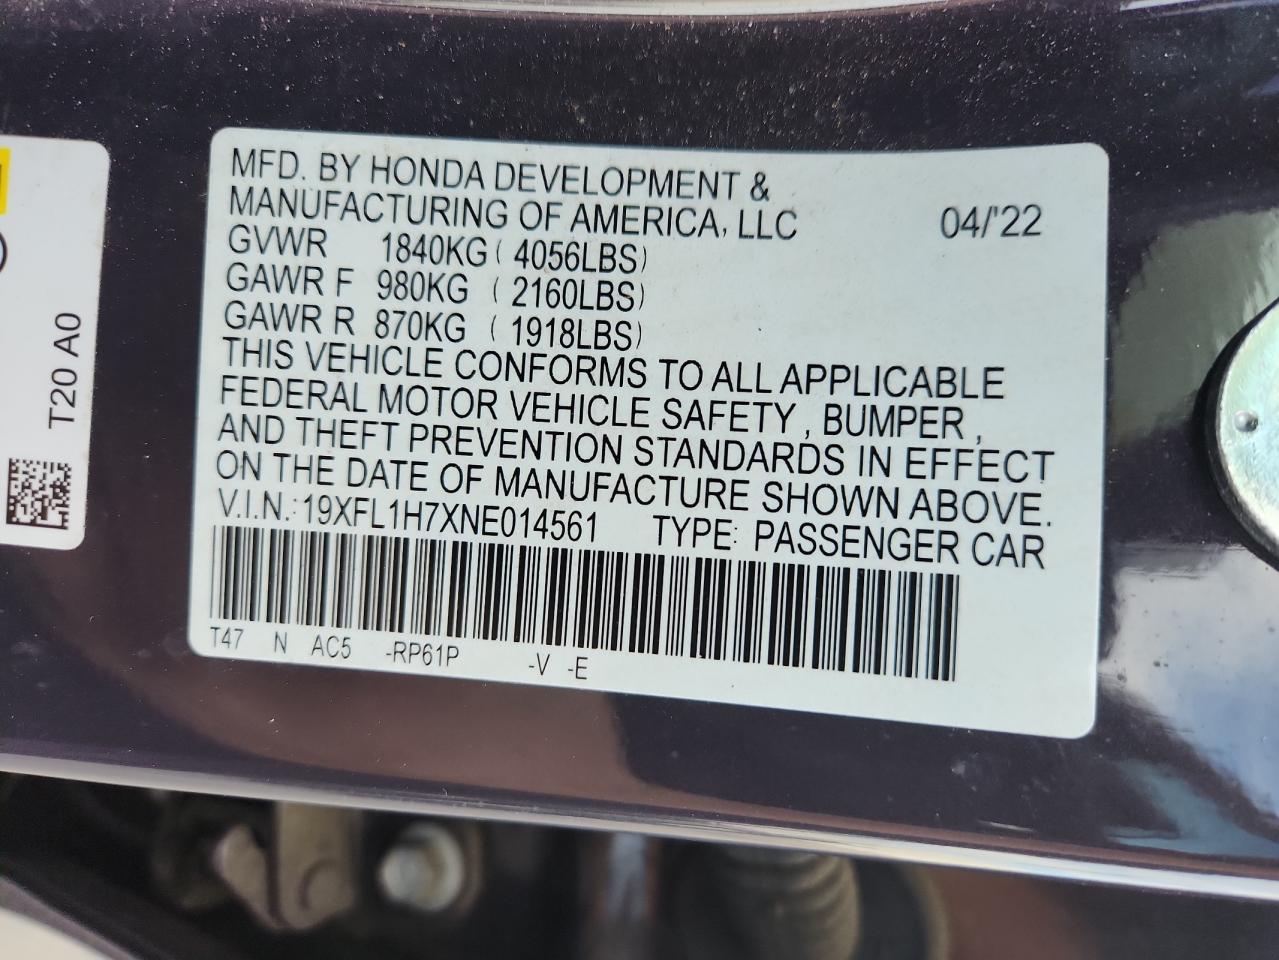 MFD. BY HONDA DEVELOPMENT &
MANUFACTURING OF AMERICA, LLC 04/'22
GVWR 1840KG ( 4056LBS)
GAWR F 980KG ( 2160LBS)
GAWR R 870KG ( 1918LBS)
THIS VEHICLE CONFORMS TO ALL APPLICABLE
FEDERAL MOTOR VEHICLE SAFETY , BUMPER ,
AND THEFT PREVENTION STANDARDS IN EFFECT
ON THE DATE OF MANUFACTURE SHOWN ABOVE.
V.I.N.: 19XFL1H7XNE014561 TYPE: PASSENGER CAR
T47 N AC5 -RP61P -V -E
T20 A0